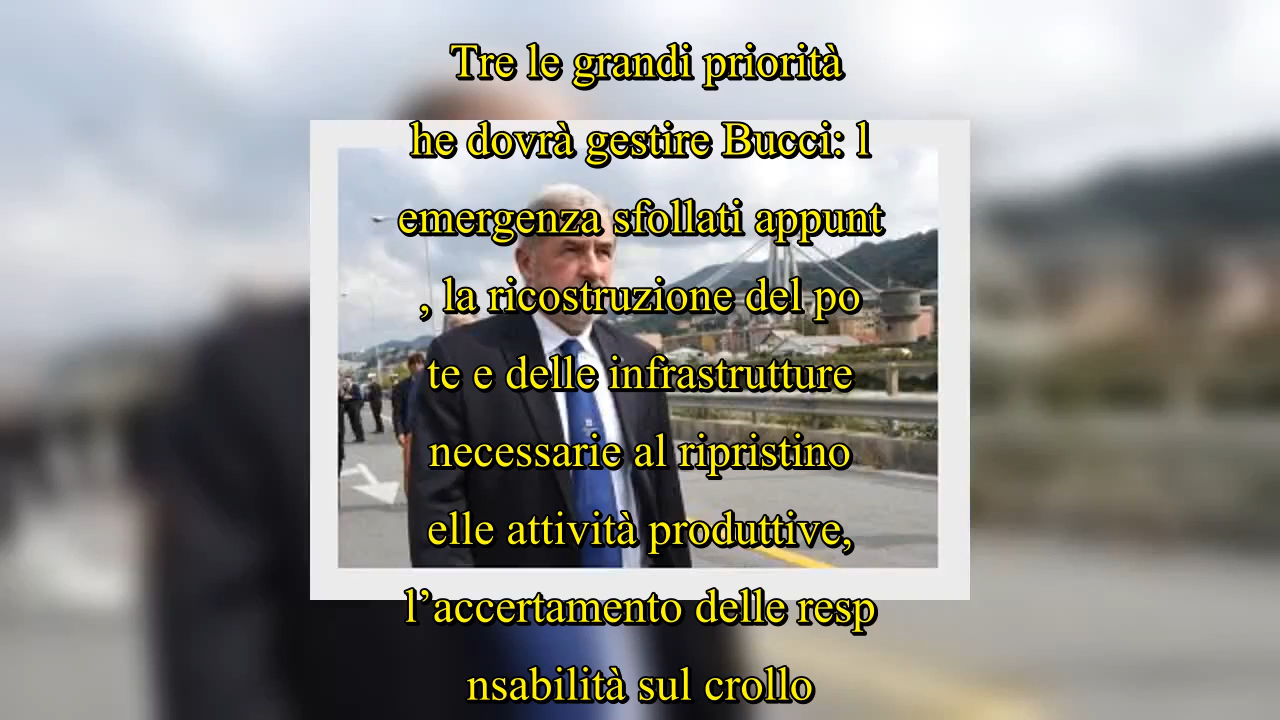 Tre le grandi priorità
he dovrà gestire Bucci: l
emergenza sfollati appunt
, la ricostruzione del po
te e delle infrastrutture
necessarie al ripristino
elle attività produttive,
l’accertamento delle resp
nsabilità sul crollo